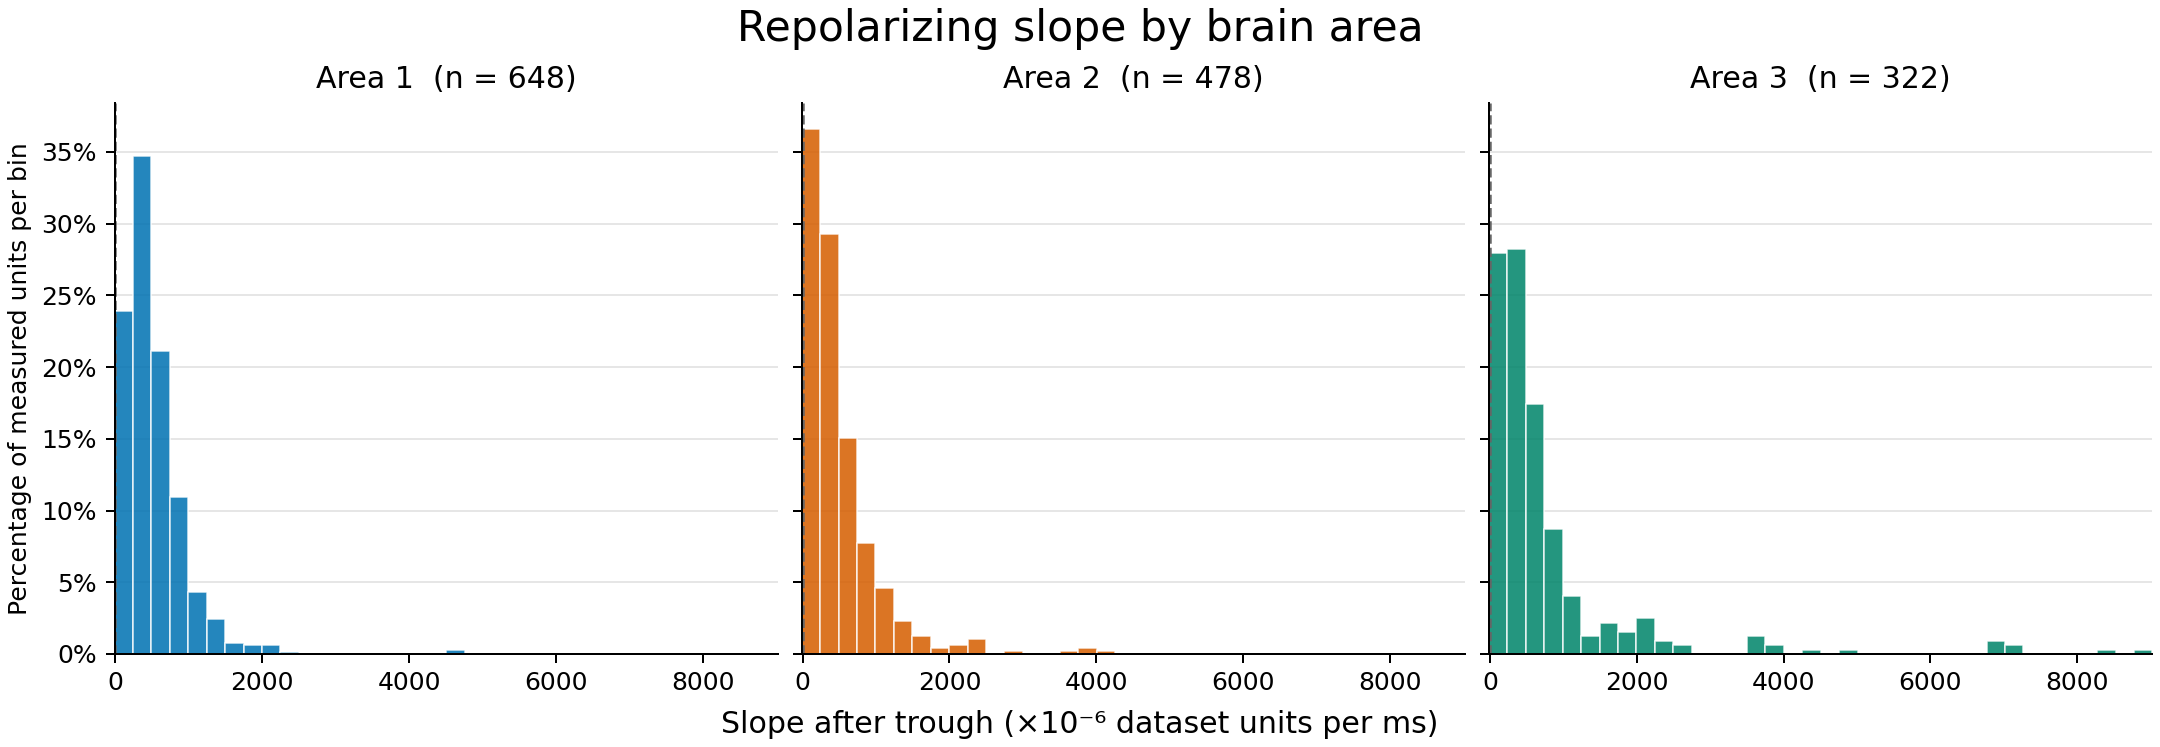 Repolarizing slope by brain area
Area 1 (n = 648)
Area 2 (n = 478)
Area 3 (n = 322)
Percentage of measured units per bin
35%
30%
25%
20%
15%
10%
5%
0%
0 2000 4000 6000 8000
0 2000 4000 6000 8000
0 2000 4000 6000 8000
Slope after trough (×10⁻⁶ dataset units per ms)